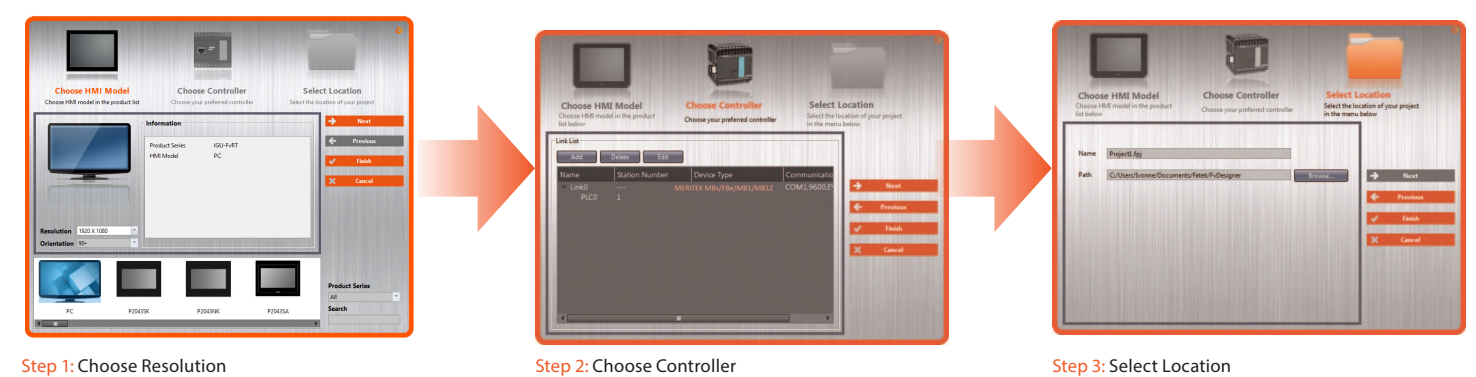 Choose HMI Model
Choose HMI model in the product list
Choose Controller
Choose your preferred controller
Select Location
Select the location of your project
Information
Product Series IGU-FvRT
HMI Model PC
Resolution 1920 X 1080
Orientation 90°
Next
Previous
Finish
Cancel
PC
P2043SK
P2043NK
P2043SA
Product Series
All
Search
Step 1: Choose Resolution
Choose HMI Model
Choose HMI model in the product
list below
Choose Controller
Choose your preferred controller
Select Location
Select the location of your project
in the menu below
Link List
Add Delete Edit
Name Station Number Device Type Communicatio
Link0 --- MERITEK MBx/FBe/MB1/MB1Z COM1,9600,E
PLC0 1
Next
Previous
Finish
Cancel
Step 2: Choose Controller
Choose HMI Model
Choose HMI model in the product
list below
Choose Controller
Choose your preferred controller
Select Location
Select the location of your project
in the menu below
Name Project1.fpj
Path C:/Users/Ivonne/Documents/Fatek/FvDesigner Browse...
Next
Previous
Finish
Cancel
Step 3: Select Location